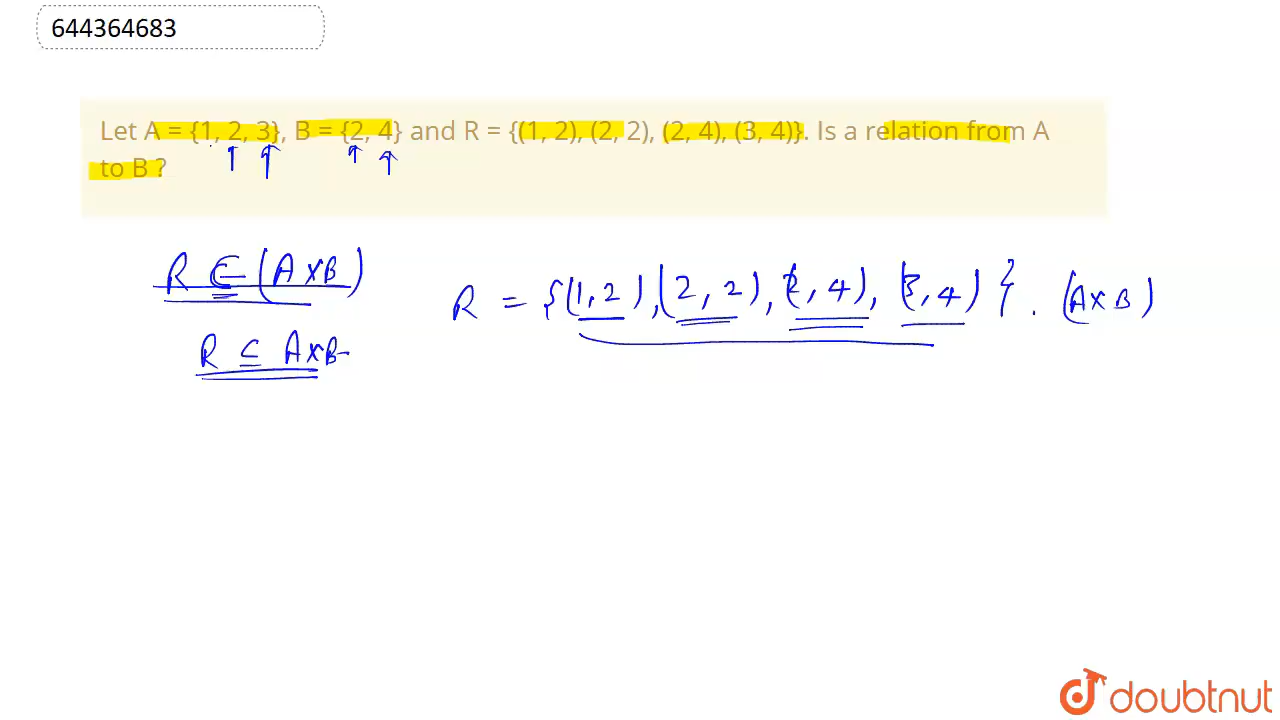 644364683
Let A = {1, 2, 3}, B = {2, 4} and R = {(1, 2), (2, 2), (2, 4), (3, 4)}. Is a relation from A
to B ?
R ⊆ (A×B)
R = {(1,2), (2,2), (2,4), (3,4)}. (A×B)
R ⊆ A×B
doubtnut